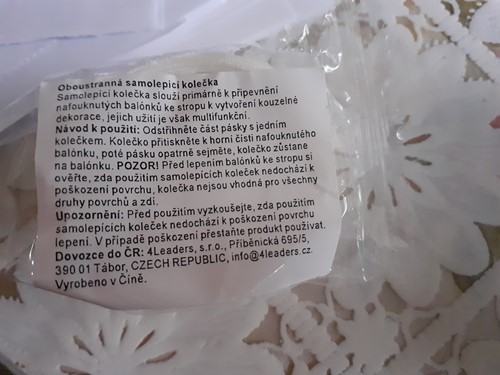 Oboustranná samolepicí kolečka
Samolepicí kolečka slouží primárně k připevnění
nafouknutých balónků ke stropu k vytvoření kouzelné
dekorace, jejich užití je však multifunkční.
Návod k použití: Odstřihněte část pásky s jedním
kolečkem. Kolečko přitiskněte k horní části nafouknutého
balónku, poté pásku opatrně sejměte, kolečko zůstane
na balónku. POZOR! Před lepením balónků ke stropu si
ověřte, zda použitím samolepicích koleček nedochází k
poškození povrchu, kolečka nejsou vhodná pro všechny
druhy povrchů a zdí.
Upozornění: Před použitím vyzkoušejte, zda použitím
samolepicích koleček nedochází k poškození povrchu
lepení. V případě poškození přestaňte produkt používat.
Dovozce do ČR: 4Leaders, s.r.o., Příběnická 695/5,
390 01 Tábor, CZECH REPUBLIC, info@4leaders.cz.
Vyrobeno v Číně.